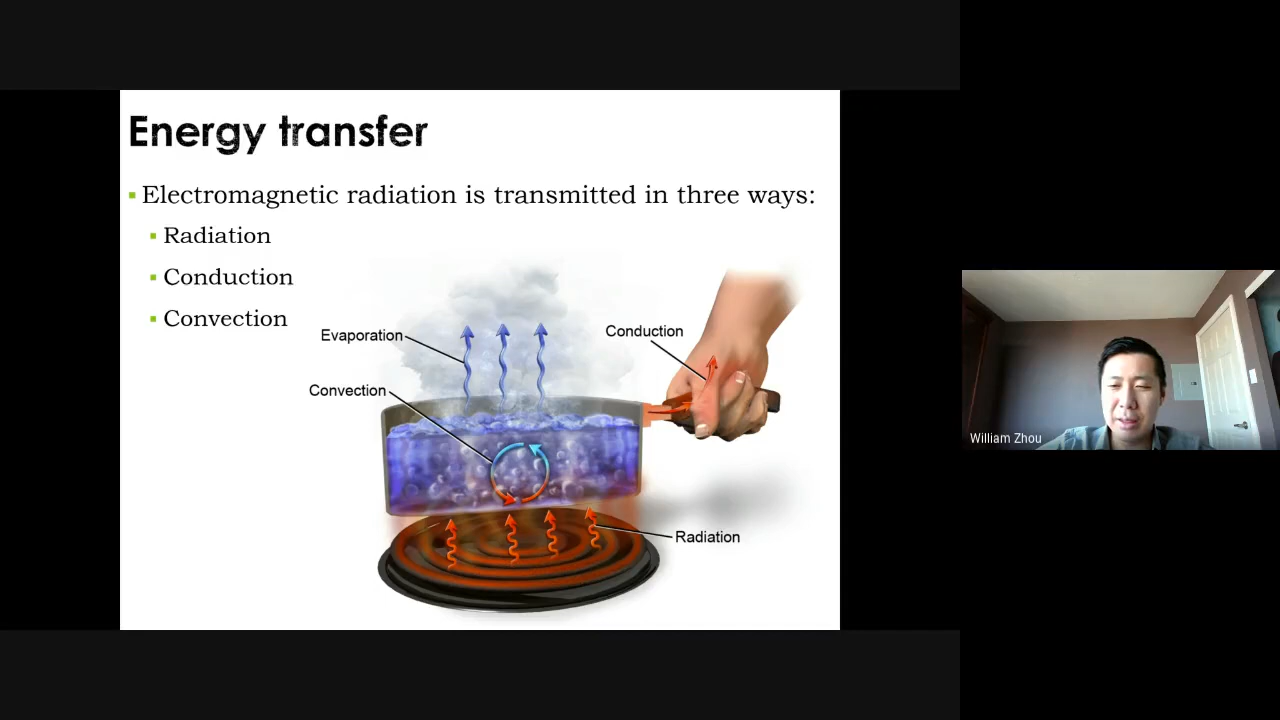 Energy transfer
Electromagnetic radiation is transmitted in three ways:
Radiation
Conduction
Convection
Evaporation
Conduction
Convection
Radiation
William Zhou